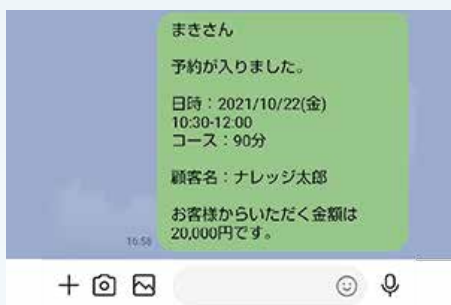 まきさん
予約が入りました。
日時：2021/10/22(金)
10:30-12:00
コース：90分
顧客名：ナレッジ太郎
お客様からいただく金額は
20,000円です。
16:58